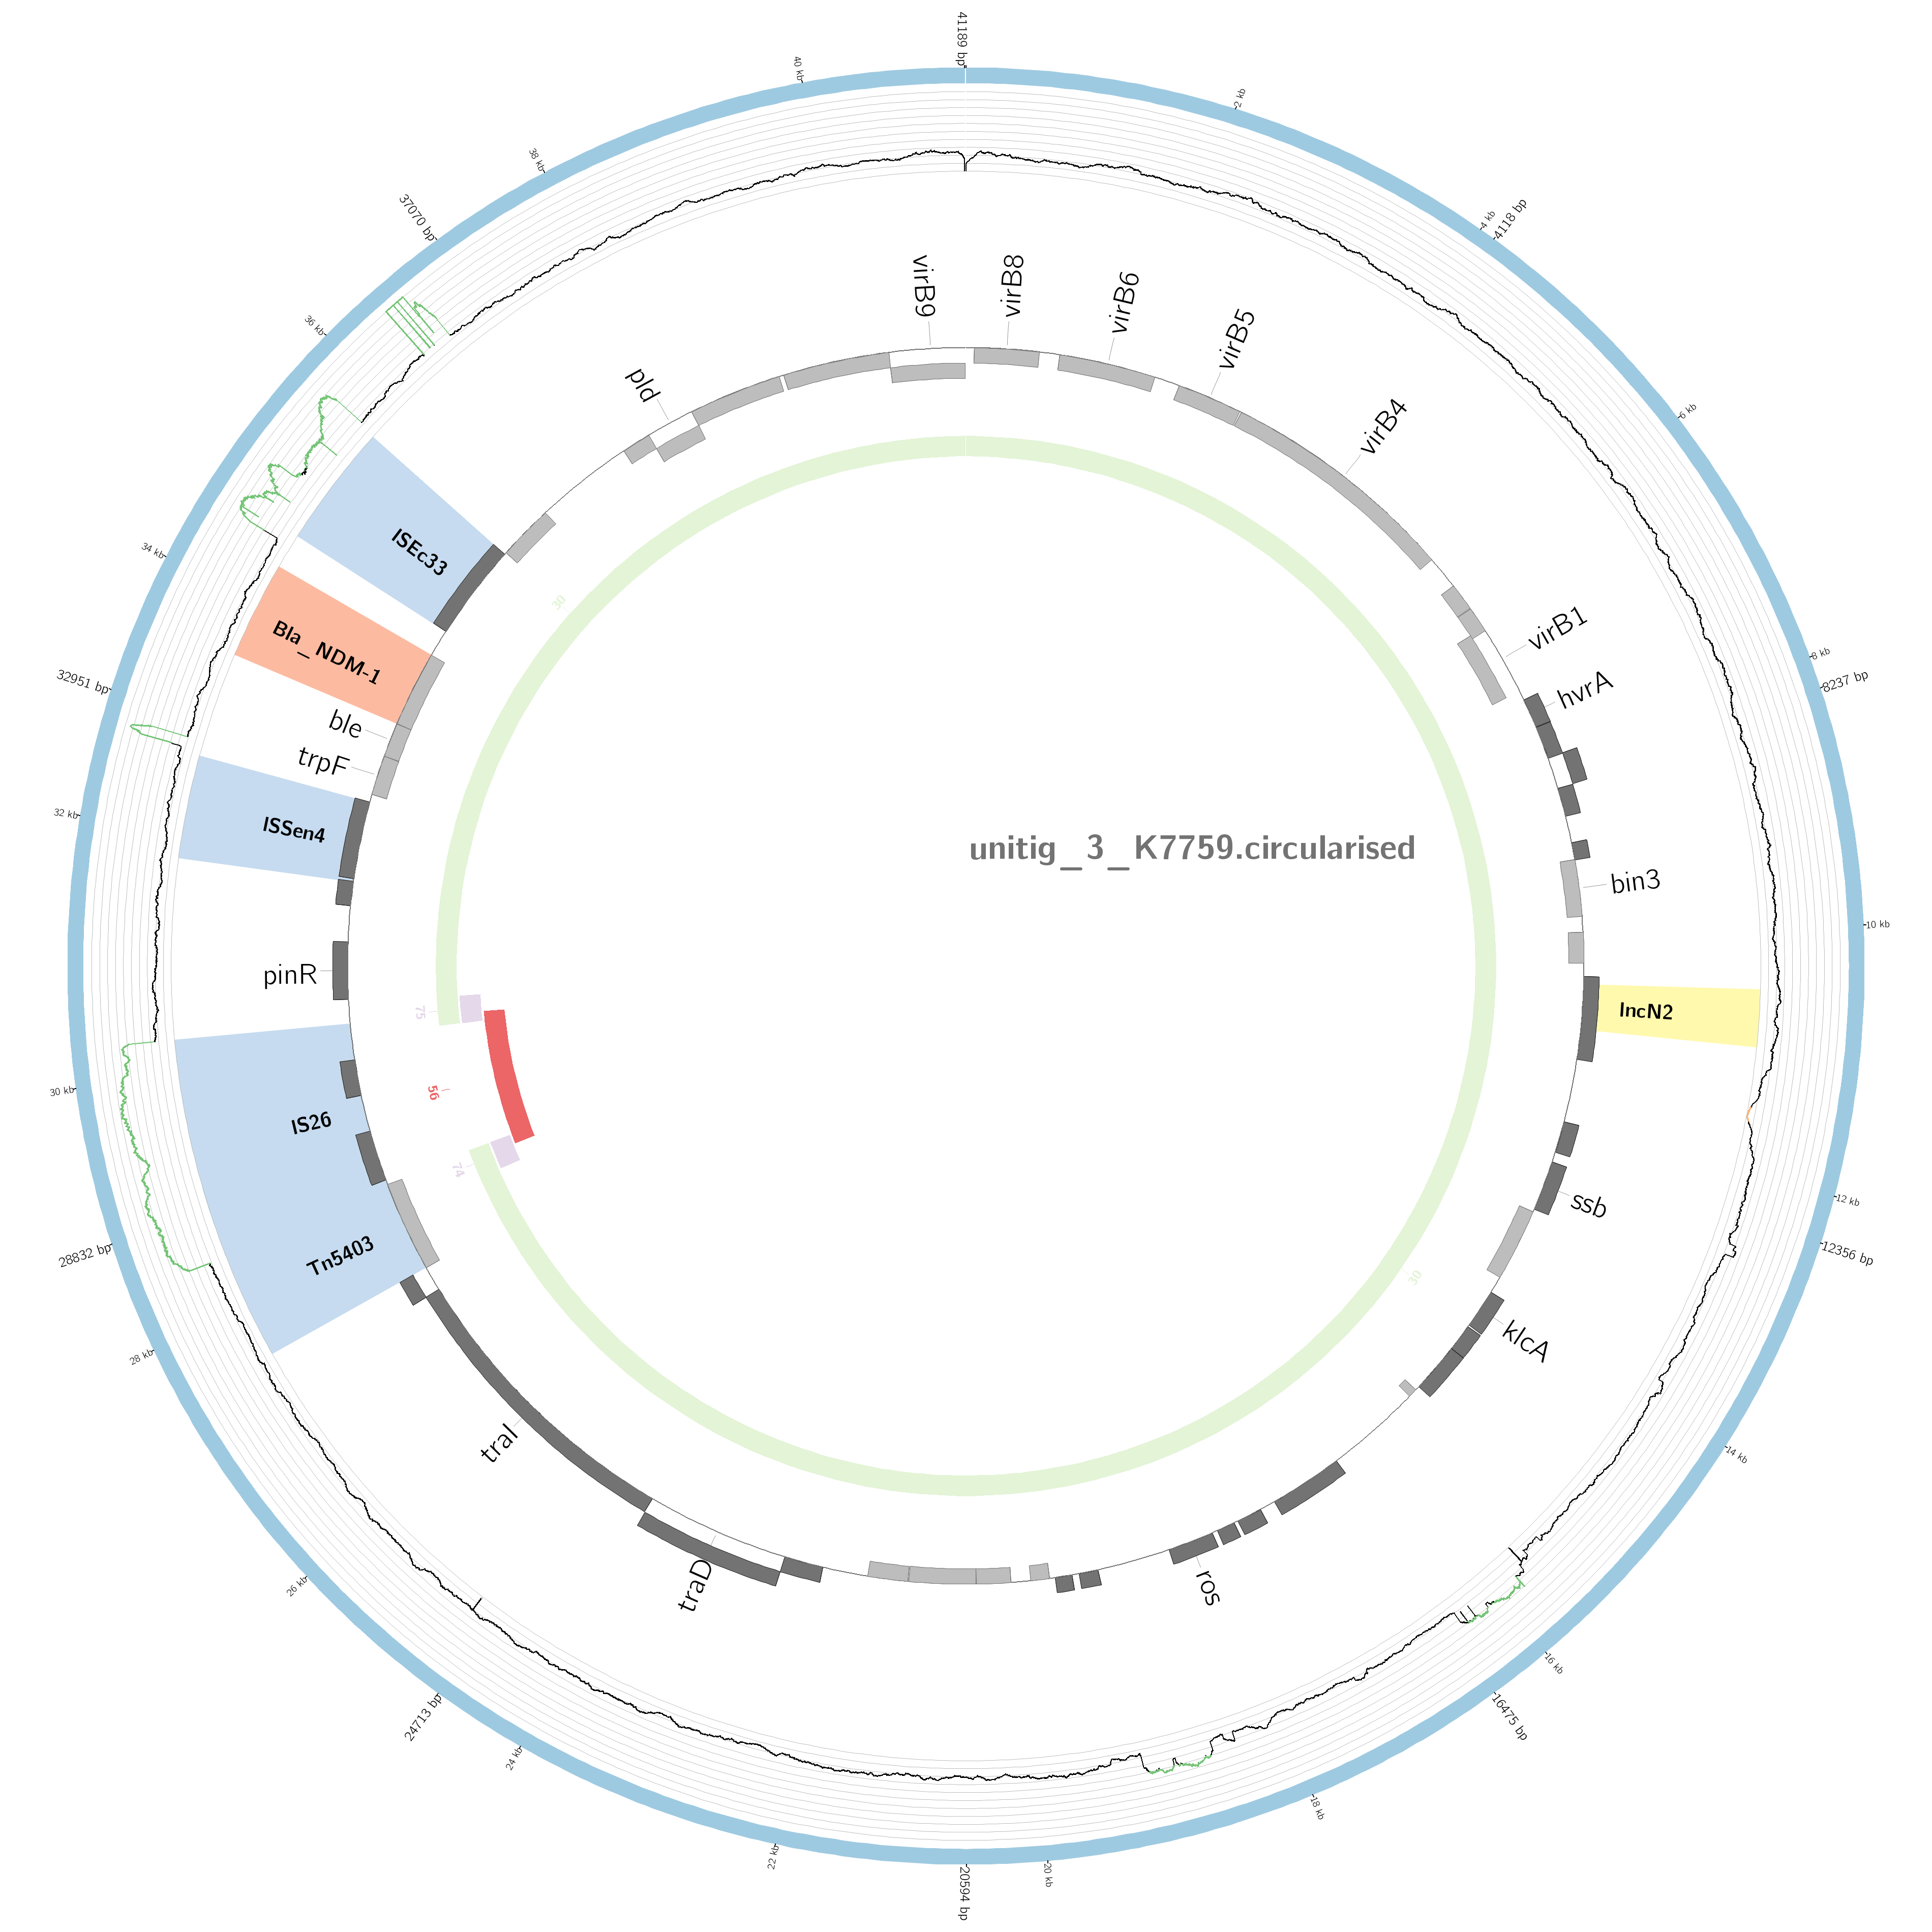 41189 bp
2 kb
4 kb
4118 bp
6 kb
8 kb
8237 bp
10 kb
12 kb
12356 bp
14 kb
16 kb
16475 bp
18 kb
20 kb
20594 bp
22 kb
24 kb
24713 bp
26 kb
28 kb
28832 bp
30 kb
32 kb
32951 bp
34 kb
36 kb
37070 bp
38 kb
40 kb
virB9
virB8
virB6
virB5
virB4
virB1
hvrA
bin3
IncN2
ssb
klcA
ros
traD
traI
Tn5403
IS26
pinR
ISSen4
trpF
ble
Bla_NDM-1
ISEc33
pld
unitig_3_K7759.circularised
30
75
56
74
30